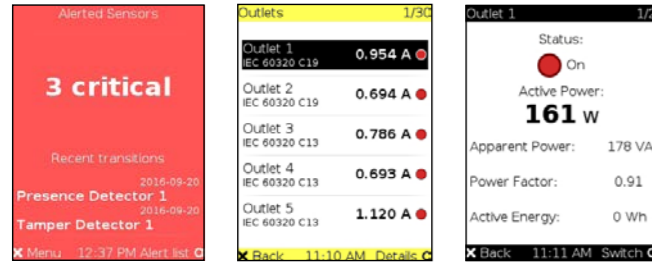 Alerted Sensors
3 critical
Recent transitions
2016-09-20
Presence Detector 1
2016-09-20
Tamper Detector 1
Menu 12:37 PM Alert list
Outlets 1/30
Outlet 1
IEC 60320 C19
0.954 A
Outlet 2
IEC 60320 C19
0.694 A
Outlet 3
IEC 60320 C13
0.786 A
Outlet 4
IEC 60320 C13
0.693 A
Outlet 5
IEC 60320 C13
1.120 A
Back 11:10 AM Details
Outlet 1 1/2
Status:
On
Active Power:
161 W
Apparent Power: 178 VA
Power Factor: 0.91
Active Energy: 0 Wh
Back 11:11 AM Switch